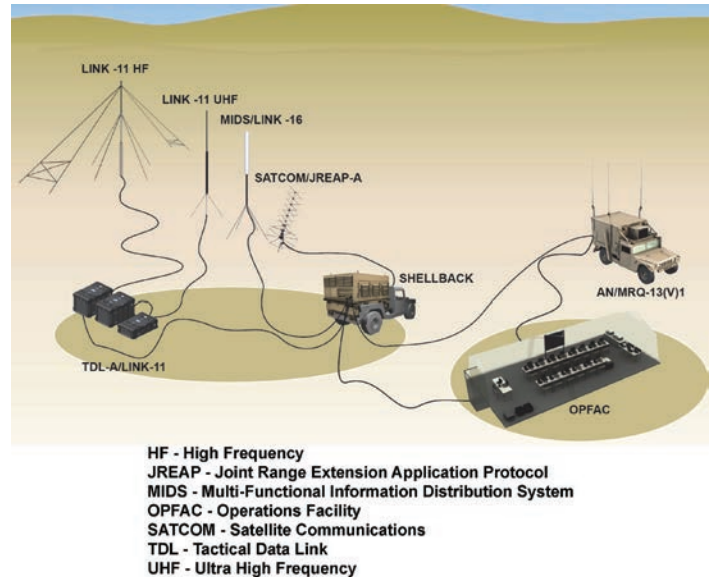 LINK -11 HF
LINK -11 UHF
MIDS/LINK -16
SATCOM/JREAP-A
SHELLBACK
AN/MRQ-13(V)1
TDL-A/LINK-11
OPFAC
HF - High Frequency
JREAP - Joint Range Extension Application Protocol
MIDS - Multi-Functional Information Distribution System
OPFAC - Operations Facility
SATCOM - Satellite Communications
TDL - Tactical Data Link
UHF - Ultra High Frequency